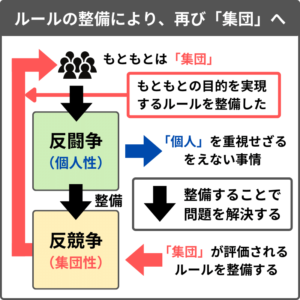 ルールの整備により、再び「集団」へ
もともとは「集団」
もともとの目的を実現
するルールを整備した
反闘争
（個人性）
「個人」を重視せざる
をえない事情
整備
整備することで
問題を解決する
反競争
（集団性）
「集団」が評価される
ルールを整備する